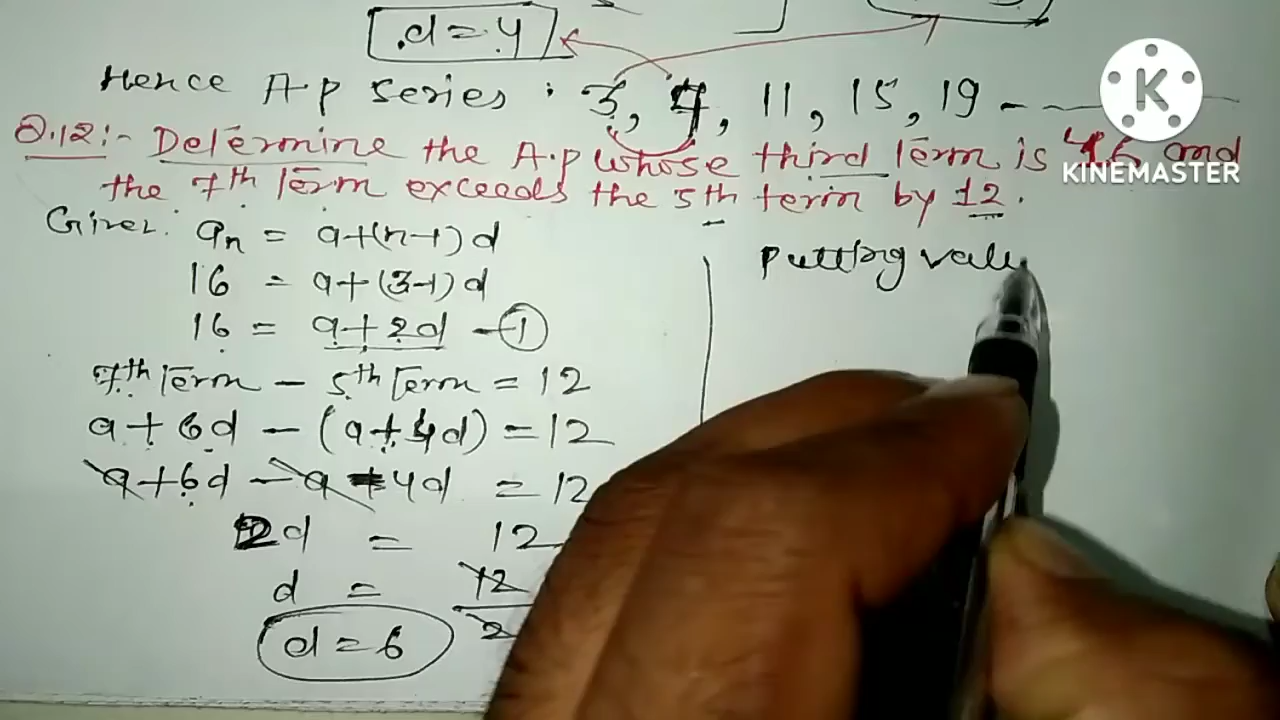 d = 4
Hence A.p series : 3, 7, 11, 15, 19 - -
Q.12:- Determine the A.p whose third term is 16 and
the 7th term exceeds the 5th term by 12.
Given: an = a+(n-1)d
16 = a+(3-1)d
16 = a+2d - 1
7th term - 5th term = 12
a+6d - (a+4d) = 12
a+6d - a - 4d = 12
2d = 12
d = 12/2
d = 6
putting valu
K
KINEMASTER